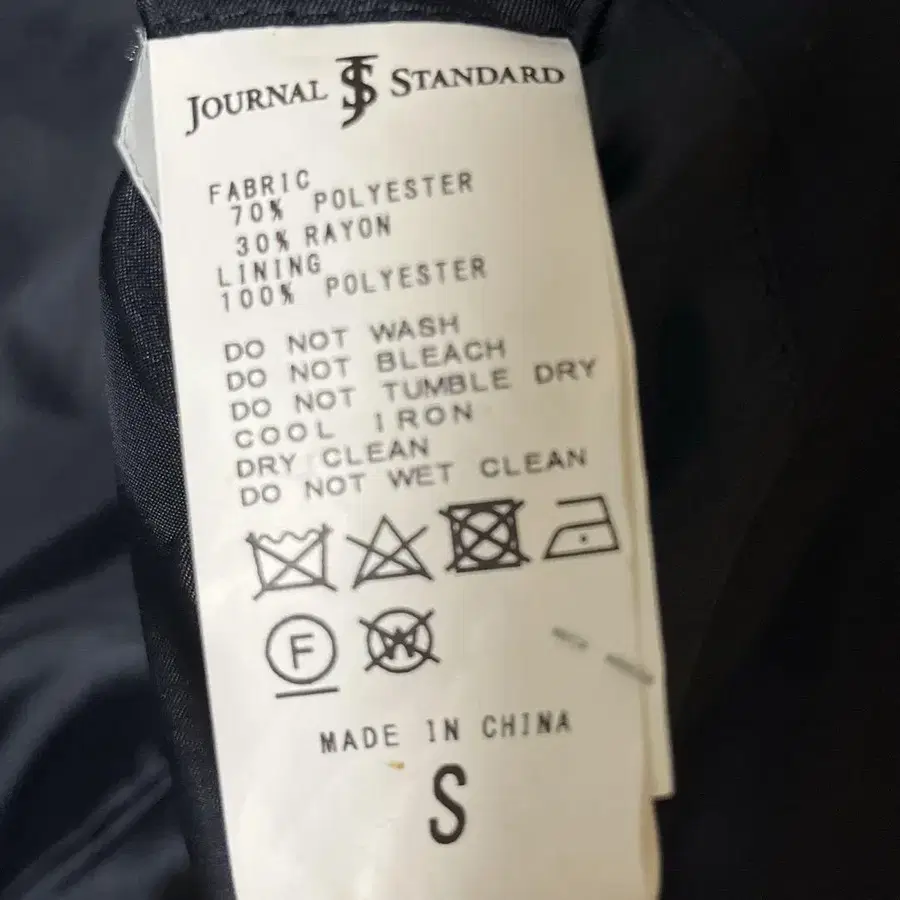 JOURNAL JS STANDARD
FABRIC
70% POLYESTER
30% RAYON
LINING
100% POLYESTER
DO NOT WASH
DO NOT BLEACH
DO NOT TUMBLE DRY
COOL IRON
DRY CLEAN
DO NOT WET CLEAN
F W
MADE IN CHINA
S